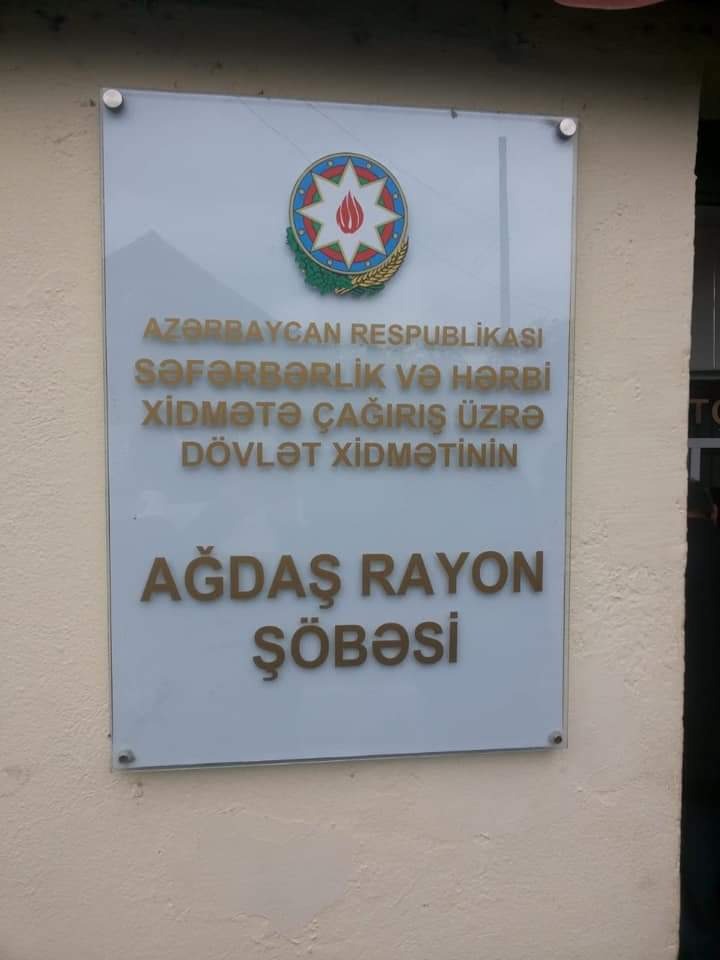 AZƏRBAYCAN RESPUBLİKASI
SƏFƏRBƏRLİK VƏ HƏRBİ
XİDMƏTƏ ÇAĞIRIŞ ÜZRƏ
DÖVLƏT XİDMƏTİNİN
AĞDAŞ RAYON
ŞÖBƏSİ